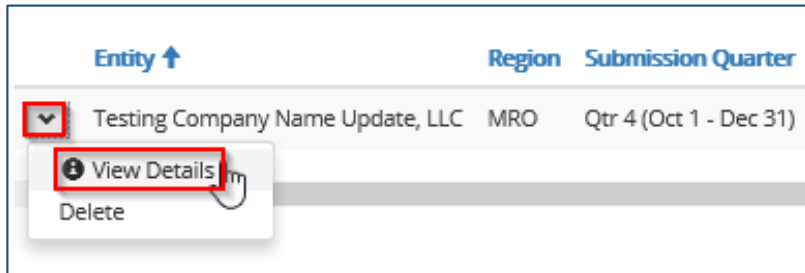 Entity Region Submission Quarter
Testing Company Name Update, LLC MRO Qtr 4 (Oct 1 - Dec 31)
View Details
Delete